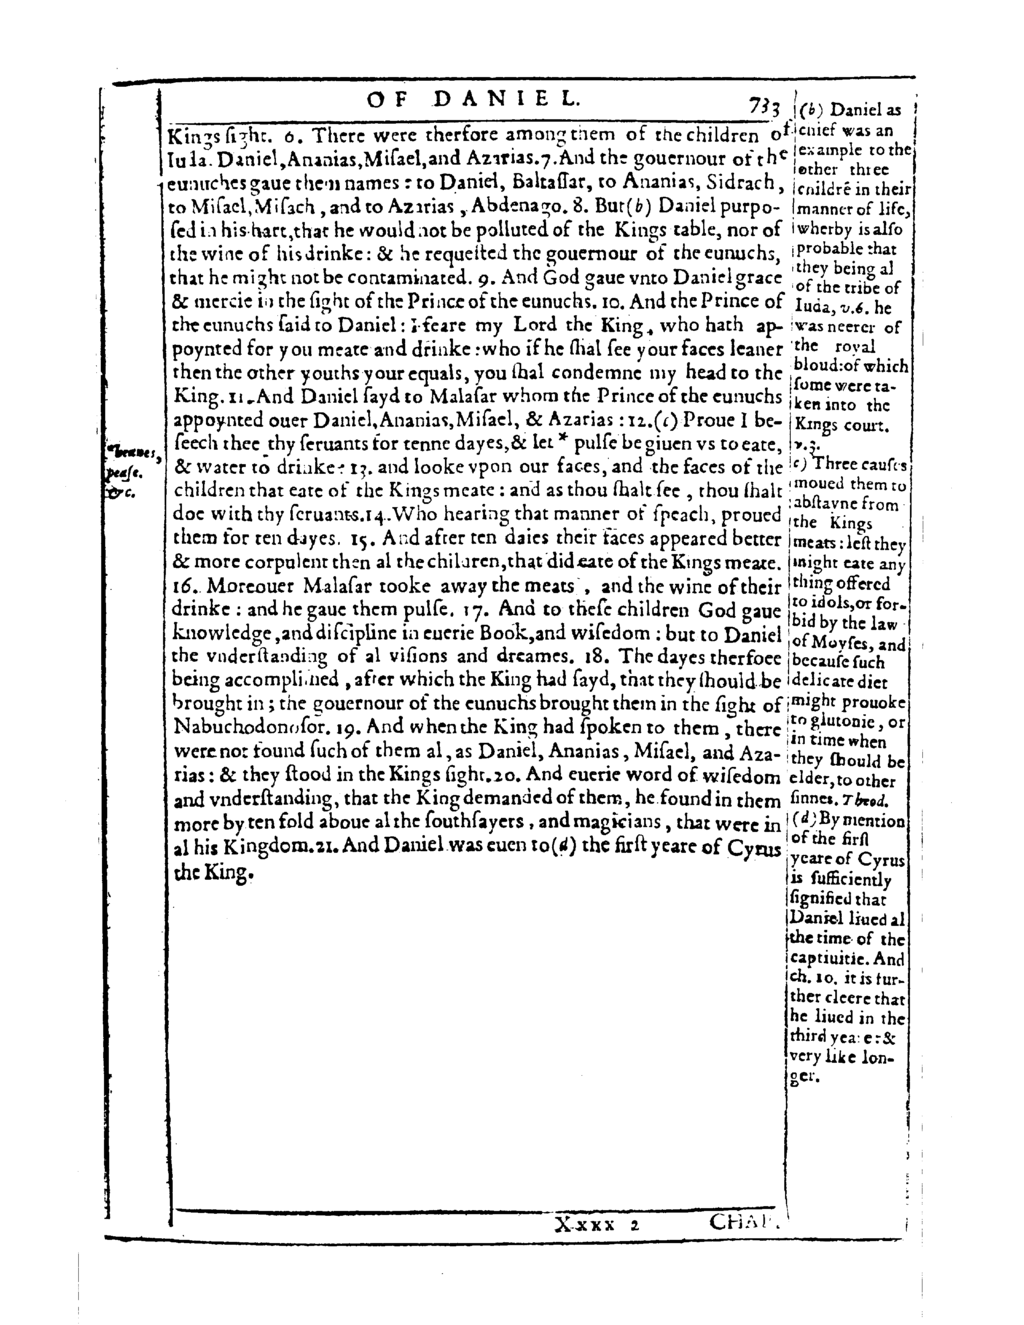 OF DANIEL.
733
Kings ſight. 6. There were therfore among them of the children of
Iuda. Daniel, Ananias, Miſael, and Azarias. 7. And the gouernour of the
eunuches gaue them names: to Daniel, Baltaſſar, to Ananias, Sidrach,
to Miſael, Miſach, and to Azarias, Abdenago. 8. But (b) Daniel purpo-
ſed in his hart, that he would not be polluted of the Kings table, nor of
the wine of his drinke: & he requeſted the gouernour of the eunuchs,
that he might not be contaminated. 9. And God gaue vnto Daniel grace
& mercie in the ſight of the Prince of the eunuchs. 10. And the Prince of
the eunuchs ſaid to Daniel: I feare my Lord the King, who hath ap-
poynted for you meate and drinke: who if he ſhal ſee your faces leaner
then the other youths your equals, you ſhal condemne my head to the
King. 11. And Daniel ſayd to Malaſar whom the Prince of the eunuchs
appoynted ouer Daniel, Ananias, Miſael, & Azarias: 12. (c) Proue I be-
ſeech thee thy ſeruants for tenne dayes, & let * pulſe be giuen vs to eate,
& water to drinke: 13. and looke vpon our faces, and the faces of the
children that eate of the Kings meate: and as thou ſhalt ſee, thou ſhalt
doe with thy ſeruants. 14. Who hearing that manner of ſpeach, proued
them for ten dayes. 15. And after ten daies their faces appeared better
& more corpulent then al the children, that did eate of the Kings meate.
16. Moreouer Malaſar tooke away the meats, and the wine of their
drinke: and he gaue them pulſe. 17. And to theſe children God gaue
knowledge, and diſcipline in euerie Book, and wiſedom: but to Daniel
the vnderſtanding of al viſions and dreames. 18. The dayes therfoee
being accompliſhed, after which the King had ſayd, that they ſhould be
brought in; the gouernour of the eunuchs brought them in the ſight of
Nabuchodonoſor. 19. And when the King had ſpoken to them, there
were not found ſuch of them al, as Daniel, Ananias, Miſael, and Aza-
rias: & they ſtood in the Kings ſight. 20. And euerie word of wiſedom
and vnderſtanding, that the King demanded of them, he found in them
more by ten fold aboue al the ſouthſayers, and magicians, that were in
al his Kingdom. 21. And Daniel was euen to (d) the firſt yeare of Cyrus
the King.
* Beanes,
peaſe.
&c.
(b) Daniel as
cheif was an
example to the
other three
childrē in their
manner of life,
wherby is alſo
probable that
they being al
of the tribe of
Iuda, v. 6. he
was neerer of
the royal
bloud: of which
ſome were ta-
ken into the
Kings court.
v. 3.
(c) Three cauſes
moued them to
abſtayne from
the Kings
meats: leſt they
might eate any
thing offered
to idols, or for-
bid by the law
of Moyſes, and
becauſe ſuch
delicate diet
might prouoke
to glutonie, or
in time when
they ſhould be
elder, to other
ſinnes. Theod.
(d) By mention
of the firſt
yeare of Cyrus
is ſufficiently
ſignified that
Daniel liued al
the time of the
captiuitie. And
ch. 10. it is fur-
ther cleere that
he liued in the
third yeare: &
very like lon-
ger.
Xxxx 2
CHAP.